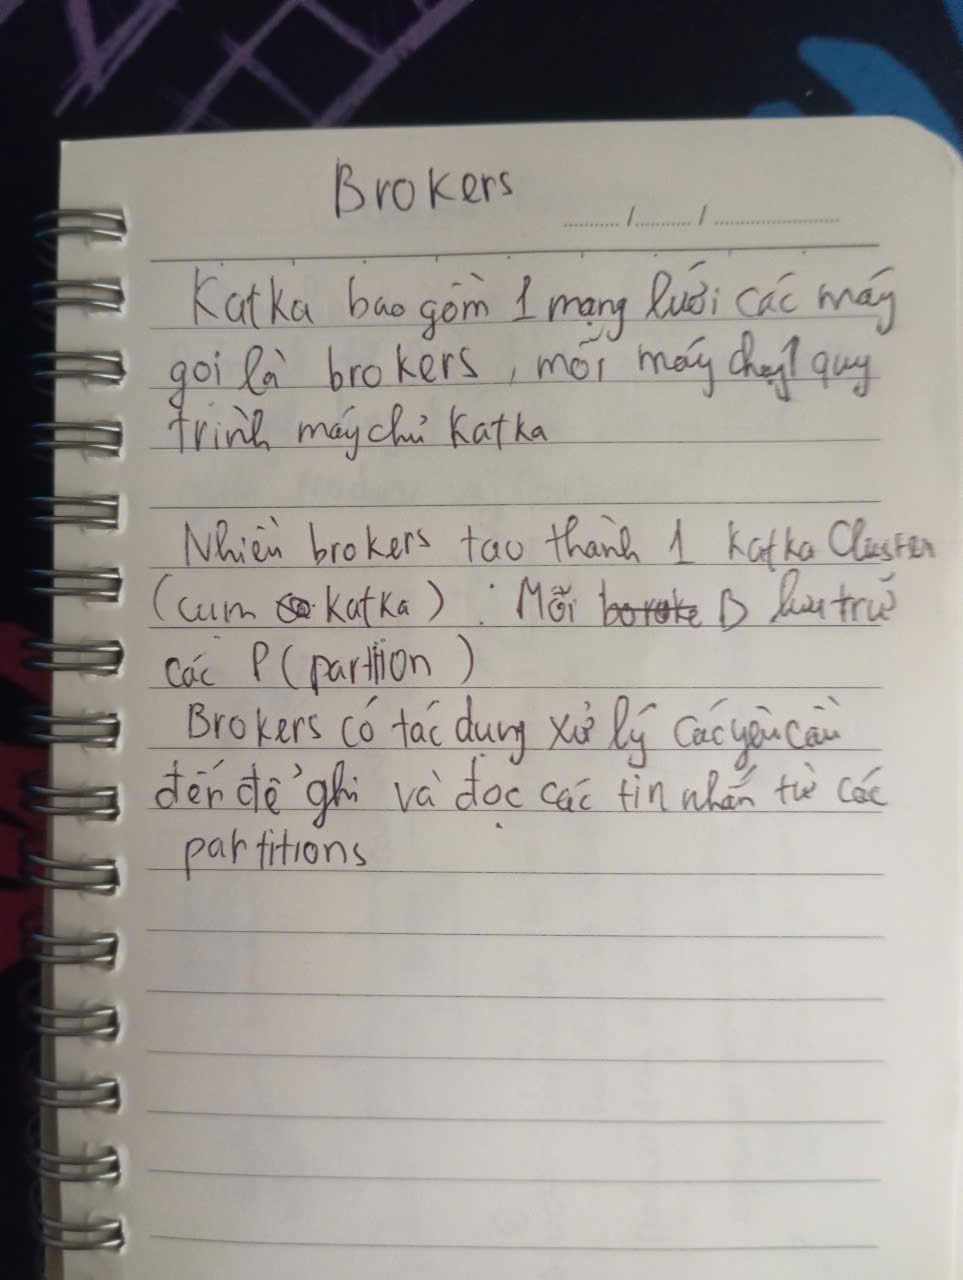 Brokers
Katka bao gồm 1 mạng lưới các máy
gọi là brokers, mỗi máy chạy 1 quy
trình máy chủ Katka
Nhiều brokers tạo thành 1 Katka Cluster
(cụm Katka). Mỗi B lưu trữ
các P (partition)
Brokers có tác dụng xử lý các yêu cầu
đến để ghi và đọc các tin nhắn từ các
partitions